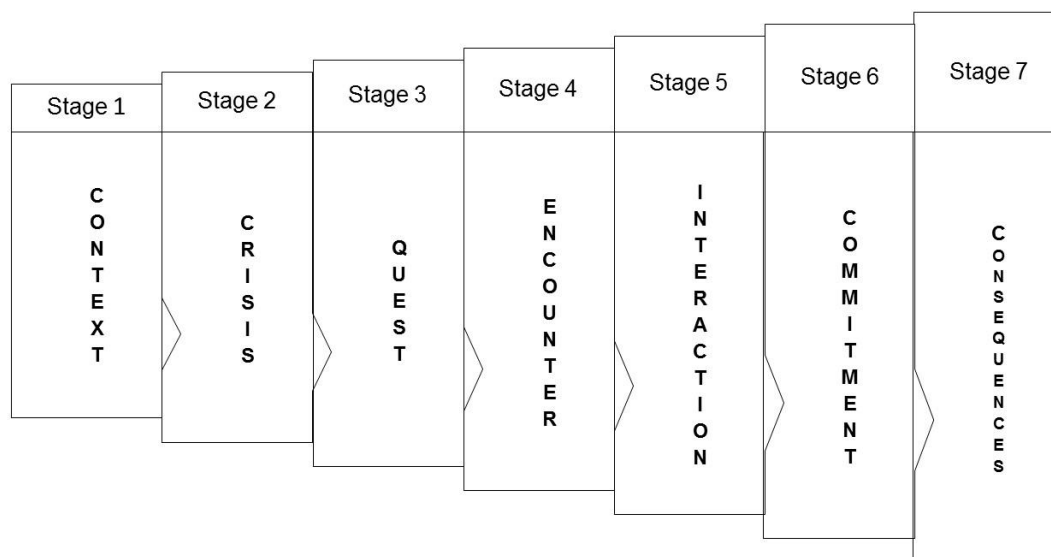 Stage 1
Stage 2
Stage 3
Stage 4
Stage 5
Stage 6
Stage 7
CONTEXT
CRISIS
QUEST
ENCOUNTER
INTERACTION
COMMITMENT
CONSEQUENCES